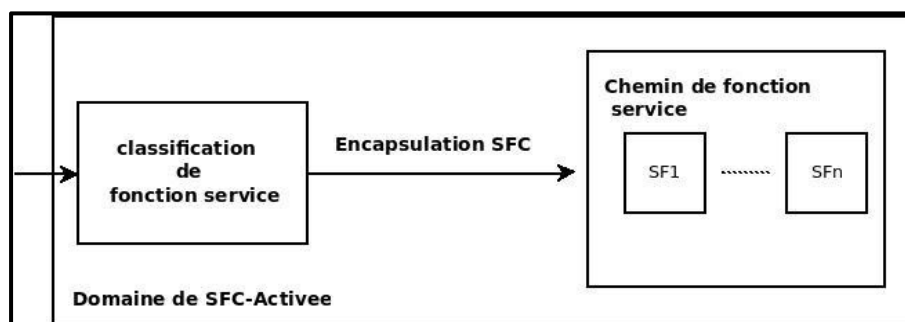 classification
de
fonction service
Encapsulation SFC
Chemin de fonction
service
SF1
SFn
Domaine de SFC-Activee